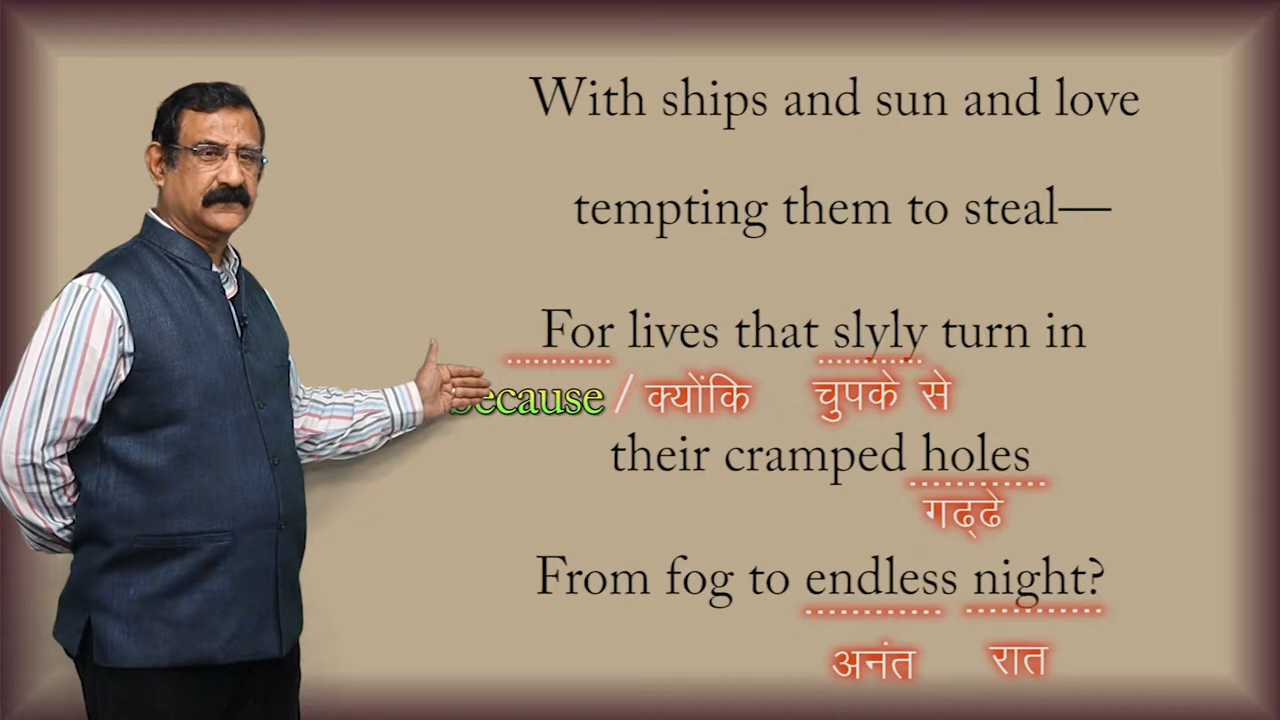 With ships and sun and love
tempting them to steal—
For lives that slyly turn in
because / क्योंकि चुपके से
their cramped holes
गढ्ढे
From fog to endless night?
अनंत रात